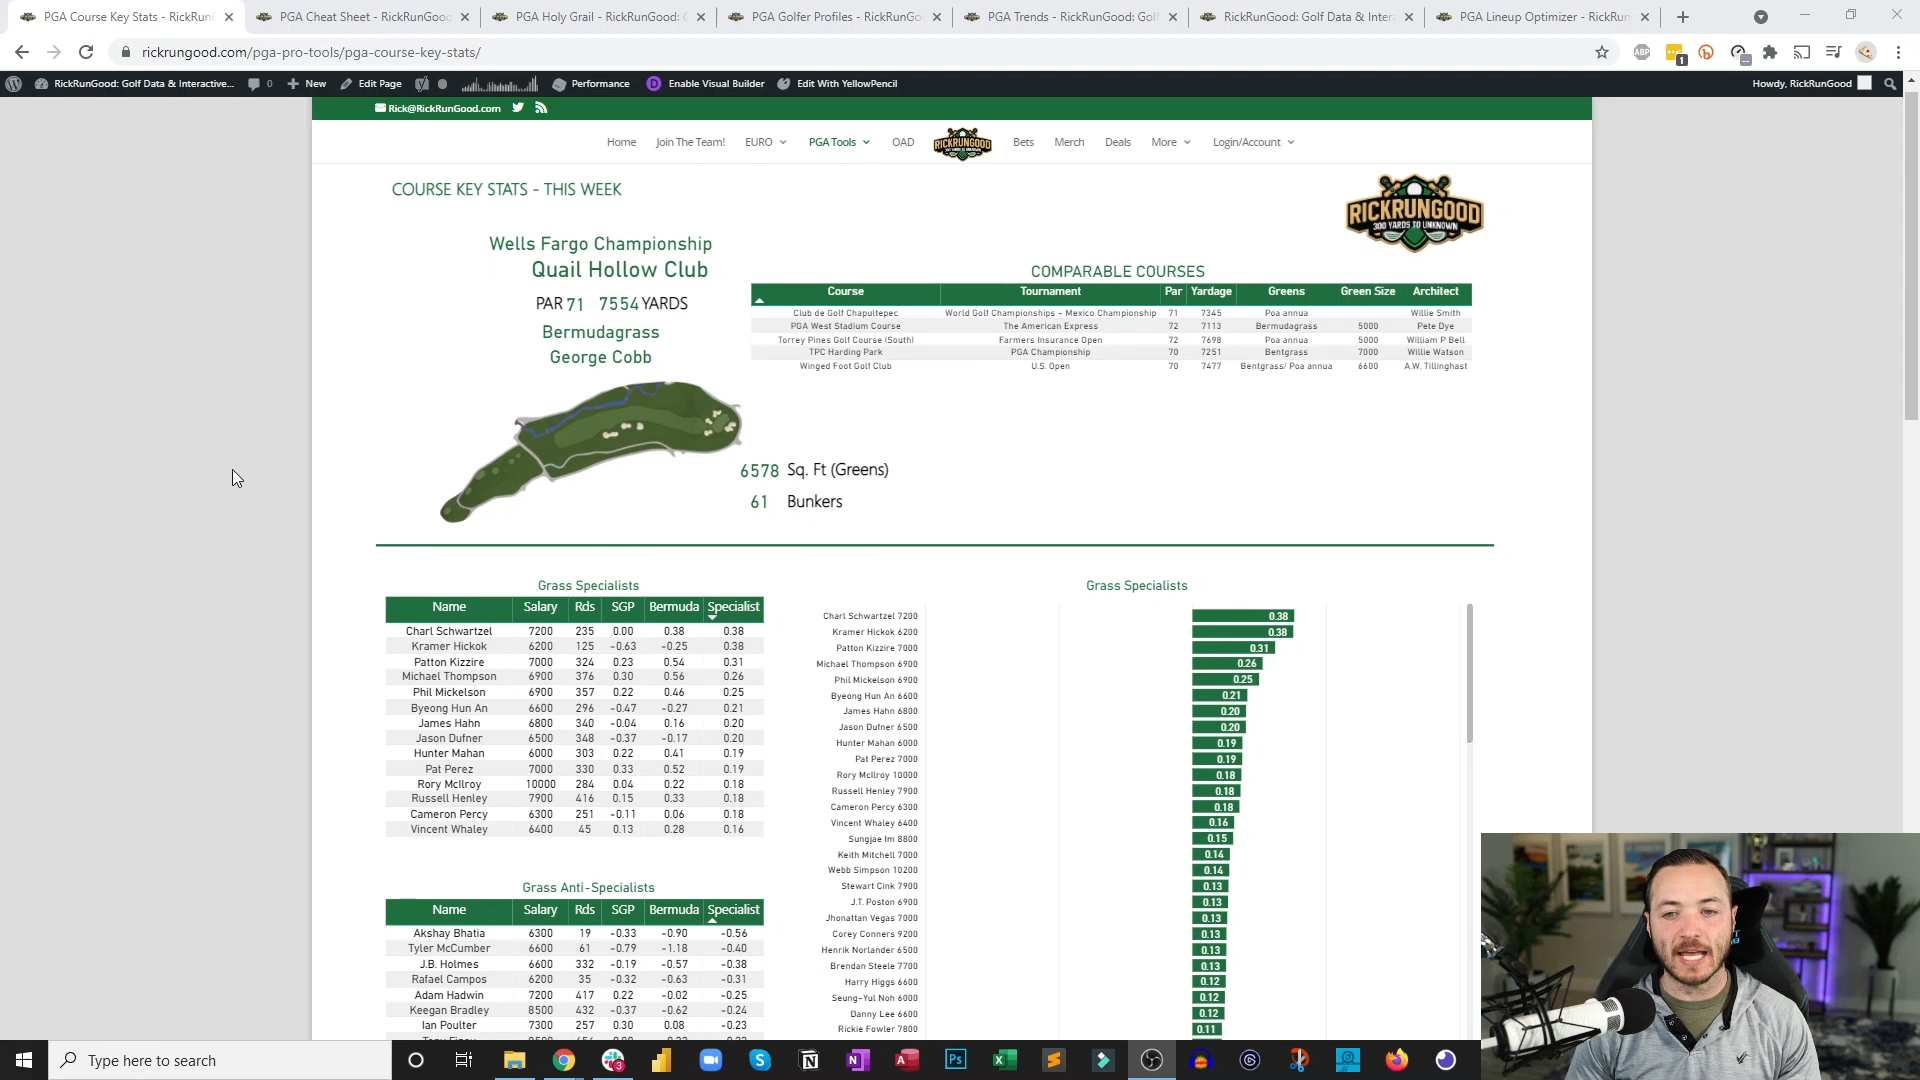 PGA Course Key Stats - RickRunG
PGA Cheat Sheet - RickRunGood:
PGA Holy Grail - RickRunGood: G
PGA Golfer Profiles - RickRunGo
PGA Trends - RickRunGood: Golf
RickRunGood: Golf Data & Intera
PGA Lineup Optimizer - RickRun
rickrungood.com/pga-pro-tools/pga-course-key-stats/
ABP
1
RickRunGood: Golf Data & Interactive... 0 New Edit Page Performance Enable Visual Builder Edit With YellowPencil Howdy, RickRunGood
Rick@RickRunGood.com
Home Join The Team! EURO PGA Tools OAD RICKRUNGOOD Bets Merch Deals More Login/Account
COURSE KEY STATS - THIS WEEK
RICKRUNGOOD
300 YARDS TO UNKNOWN
Wells Fargo Championship
Quail Hollow Club
PAR 71 7554 YARDS
Bermudagrass
George Cobb
COMPARABLE COURSES
Course Tournament Par Yardage Greens Green Size Architect
Club de Golf Chapultepec World Golf Championships - Mexico Championship 71 7345 Poa annua Willie Smith
PGA West Stadium Course The American Express 72 7113 Bermudagrass 5000 Pete Dye
Torrey Pines Golf Course (South) Farmers Insurance Open 72 7698 Poa annua 5000 William P Bell
TPC Harding Park PGA Championship 70 7251 Bentgrass 7000 Willie Watson
Winged Foot Golf Club U.S. Open 70 7477 Bentgrass/ Poa annua 6600 A.W. Tillinghast
6578 Sq. Ft (Greens)
61 Bunkers
Grass Specialists
Name Salary Rds SGP Bermuda Specialist
Charl Schwartzel 7200 235 0.00 0.38 0.38
Kramer Hickok 6200 125 -0.63 -0.25 0.38
Patton Kizzire 7000 324 0.23 0.54 0.31
Michael Thompson 6900 376 0.30 0.56 0.26
Phil Mickelson 6900 357 0.22 0.46 0.25
Byeong Hun An 6600 296 -0.47 -0.27 0.21
James Hahn 6800 340 -0.04 0.16 0.20
Jason Dufner 6500 348 -0.37 -0.17 0.20
Hunter Mahan 6000 303 0.22 0.41 0.19
Pat Perez 7000 330 0.33 0.52 0.19
Rory McIlroy 10000 284 0.04 0.22 0.18
Russell Henley 7900 416 0.15 0.33 0.18
Cameron Percy 6300 251 -0.11 0.06 0.18
Vincent Whaley 6400 45 0.13 0.28 0.16
Grass Anti-Specialists
Name Salary Rds SGP Bermuda Specialist
Akshay Bhatia 6300 19 -0.33 -0.90 -0.56
Tyler McCumber 6600 61 -0.79 -1.18 -0.40
J.B. Holmes 6600 332 -0.19 -0.57 -0.38
Rafael Campos 6200 35 -0.32 -0.63 -0.31
Adam Hadwin 7200 417 0.22 -0.02 -0.25
Keegan Bradley 8500 432 -0.37 -0.62 -0.24
Ian Poulter 7300 257 0.30 0.08 -0.23
Grass Specialists
Charl Schwartzel 7200 0.38
Kramer Hickok 6200 0.38
Patton Kizzire 7000 0.31
Michael Thompson 6900 0.26
Phil Mickelson 6900 0.25
Byeong Hun An 6600 0.21
James Hahn 6800 0.20
Jason Dufner 6500 0.20
Hunter Mahan 6000 0.19
Pat Perez 7000 0.19
Rory McIlroy 10000 0.18
Russell Henley 7900 0.18
Cameron Percy 6300 0.18
Vincent Whaley 6400 0.16
Sungjae Im 8800 0.15
Keith Mitchell 7000 0.14
Webb Simpson 10200 0.14
Stewart Cink 7900 0.13
J.T. Poston 6900 0.13
Jhonattan Vegas 7000 0.13
Corey Conners 9200 0.13
Henrik Norlander 6500 0.13
Brendan Steele 7700 0.13
Harry Higgs 6600 0.12
Seung-Yul Noh 6000 0.12
Danny Lee 6600 0.12
Rickie Fowler 7800 0.11
Type here to search
3
Ps